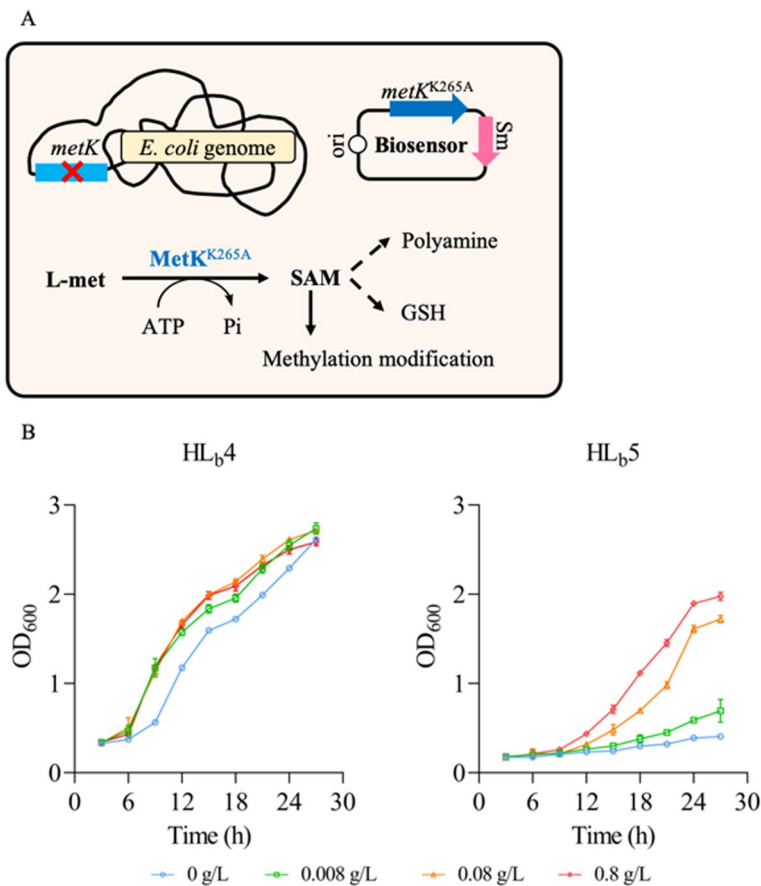 A
metK
E. coli genome
metK^K265A
ori
Biosensor
Sm
MetK^K265A
L-met
SAM
Polyamine
GSH
ATP
Pi
Methylation modification
B
HL_b4
HL_b5
3
2
1
0
OD_600
0 6 12 18 24 30
Time (h)
3
2
1
0
OD_600
0 6 12 18 24 30
Time (h)
0 g/L 0.008 g/L 0.08 g/L 0.8 g/L